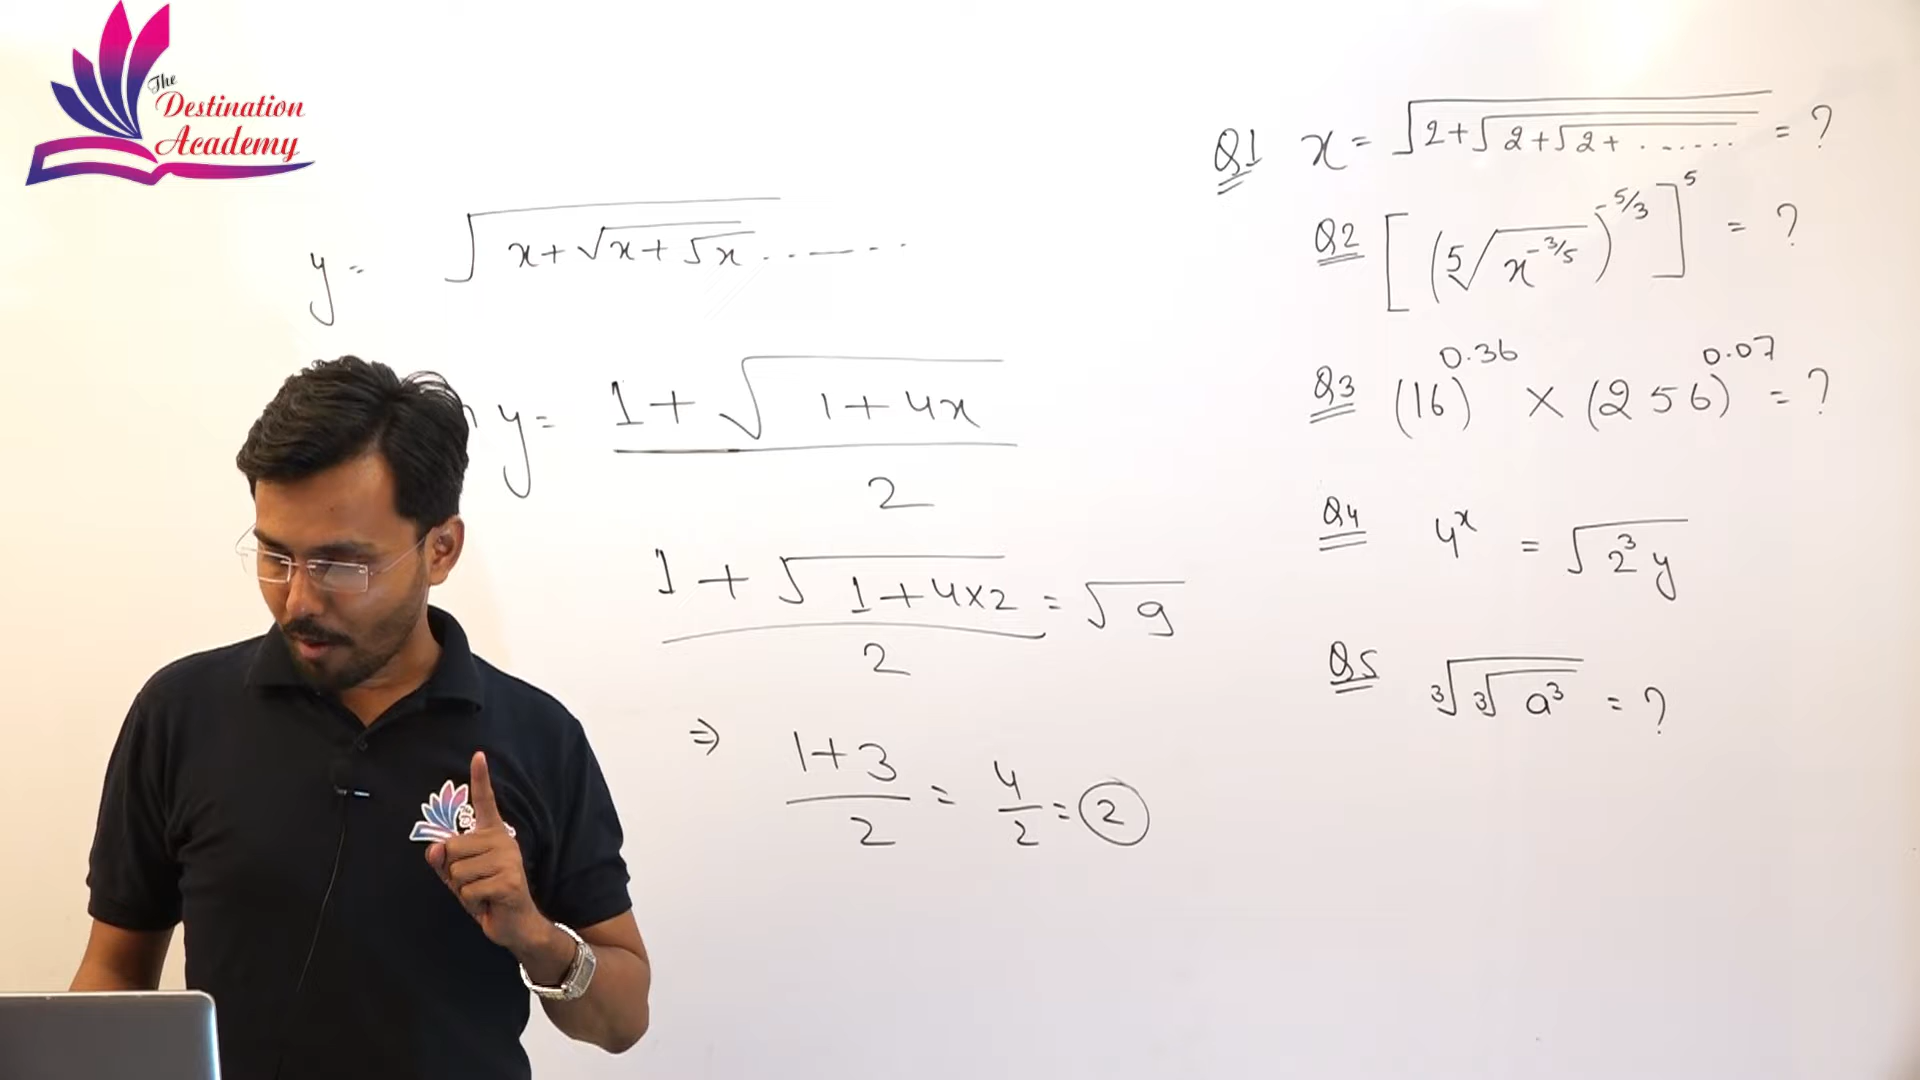 The
Destination
Academy
y = √(x+√(x+√x)).......
y = (1+√(1+4x))/2
(1+√(1+4×2))/2 = √9
⇒ (1+3)/2 = 4/2 = 2
Q1 x = √(2+√(2+√(2+.......))) = ?
Q2 [(⁵√(x^(-3/5)))^(-5/3)]^5 = ?
Q3 (16)^0.36 × (256)^0.07 = ?
Q4 4^x = √(2³y)
Q5 ³√(³√(a³)) = ?